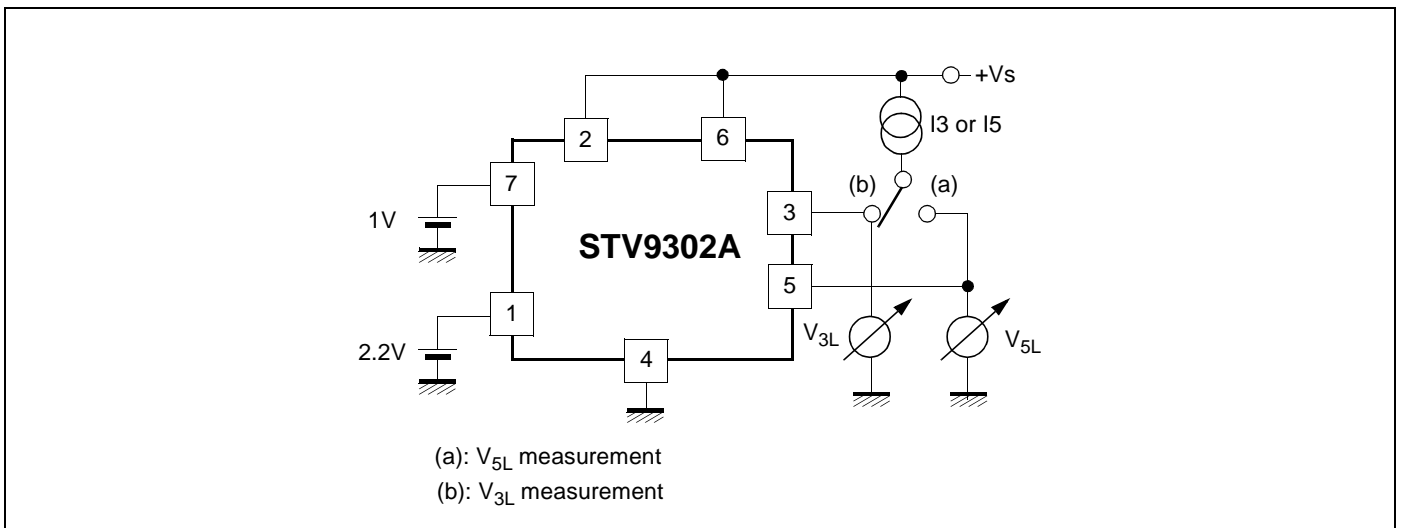 +Vs
I3 or I5
2
6
(b)
(a)
7
1V
3
STV9302A
5
1
V3L
V5L
2.2V
4
(a): V5L measurement
(b): V3L measurement